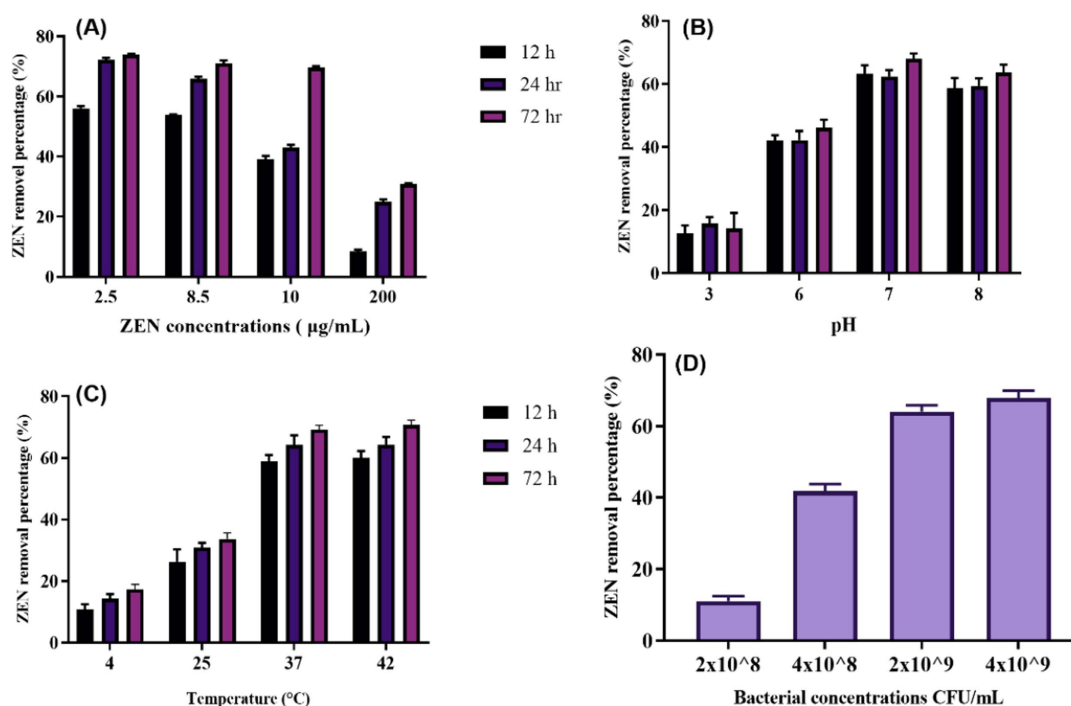 (A)
ZEN removel percentage (%)
80
60
40
20
0
2.5 8.5 10 200
ZEN concentrations ( μg/mL)
12 h
24 hr
72 hr
(B)
ZEN removal percentage (%)
80
60
40
20
0
3 6 7 8
pH
(C)
ZEN removal percentage (%)
80
60
40
20
0
4 25 37 42
Temperature (°C)
12 h
24 h
72 h
(D)
ZEN removal percentage (%)
80
60
40
20
0
2x10^8 4x10^8 2x10^9 4x10^9
Bacterial concentrations CFU/mL